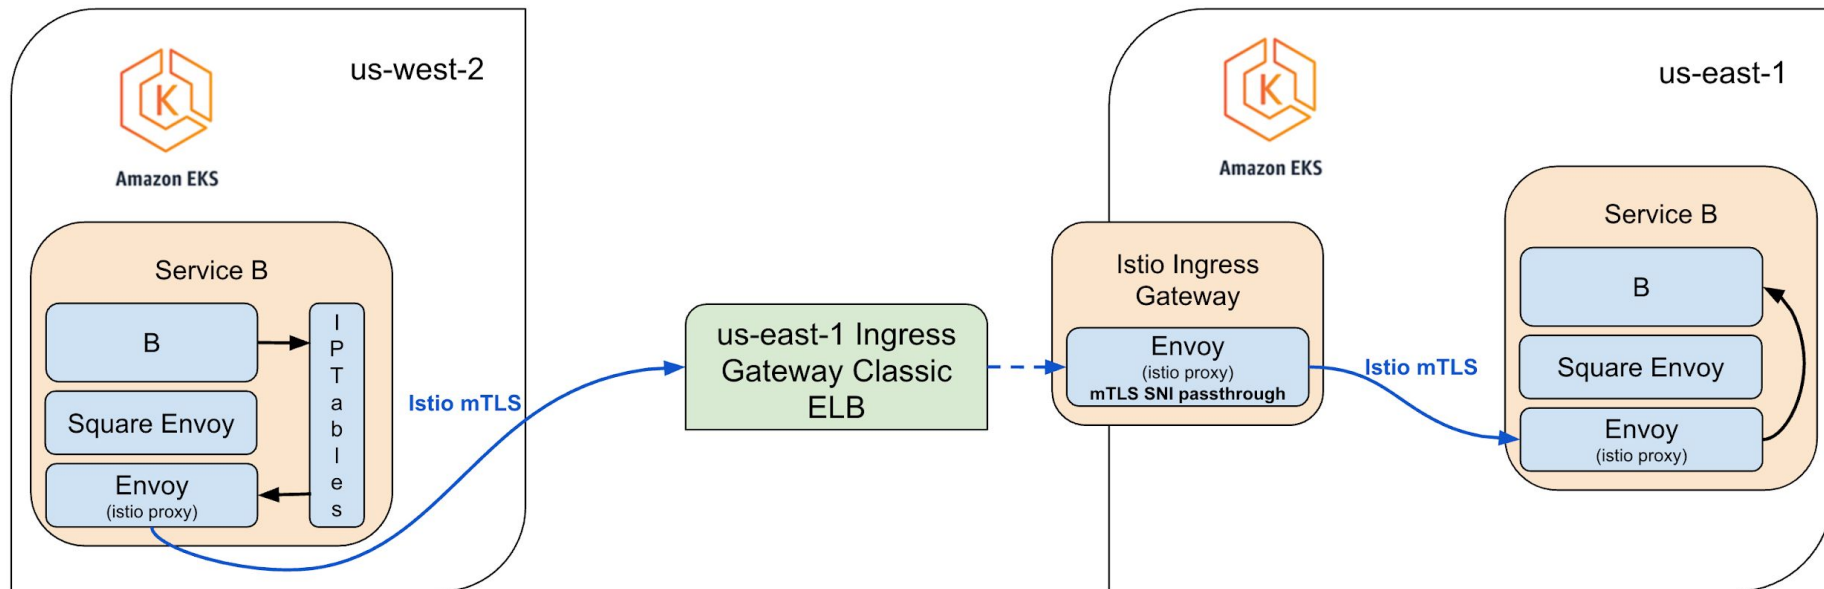 us-west-2
K
Amazon EKS
Service B
B
Square Envoy
Envoy
(istio proxy)
I
P
T
a
b
l
e
s
Istio mTLS
us-east-1 Ingress
Gateway Classic
ELB
us-east-1
K
Amazon EKS
Istio Ingress
Gateway
Envoy
(istio proxy)
mTLS SNI passthrough
Istio mTLS
Service B
B
Square Envoy
Envoy
(istio proxy)